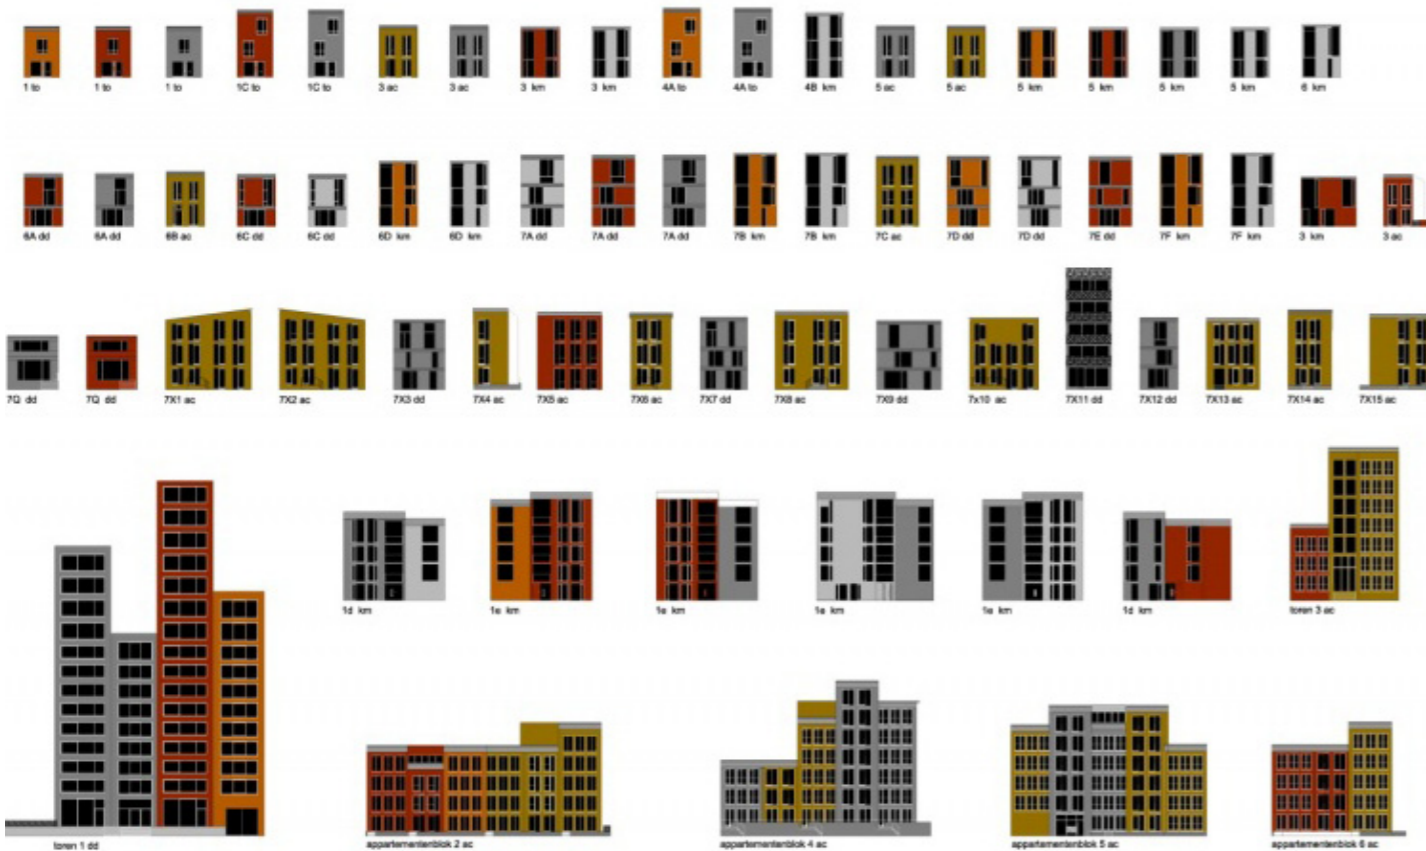 1 to 1 to 1 to 1C to 1C to 3 ac 3 ac 3 km 3 km 4A to 4A to 4B km 5 ac 5 ac 5 km 5 km 5 km 5 km 6 km
6A dd 6A dd 6B ac 6C dd 6C dd 6D km 6D km 7A dd 7A dd 7A dd 7B km 7B km 7C ac 7D dd 7D dd 7E dd 7F km 7F km 3 km 3 ac
7Q dd 7Q dd 7X1 ac 7X2 ac 7X3 dd 7X4 ac 7X5 ac 7X6 ac 7X7 dd 7X8 ac 7X9 dd 7x10 ac 7X11 dd 7X12 dd 7X13 ac 7X14 ac 7X15 ac
1d km 1e km 1e km 1e km 1e km 1d km toren 3 ac
toren 1 dd appartementenblok 2 ac appartementenblok 4 ac appartementenblok 5 ac appartementenblok 6 ac